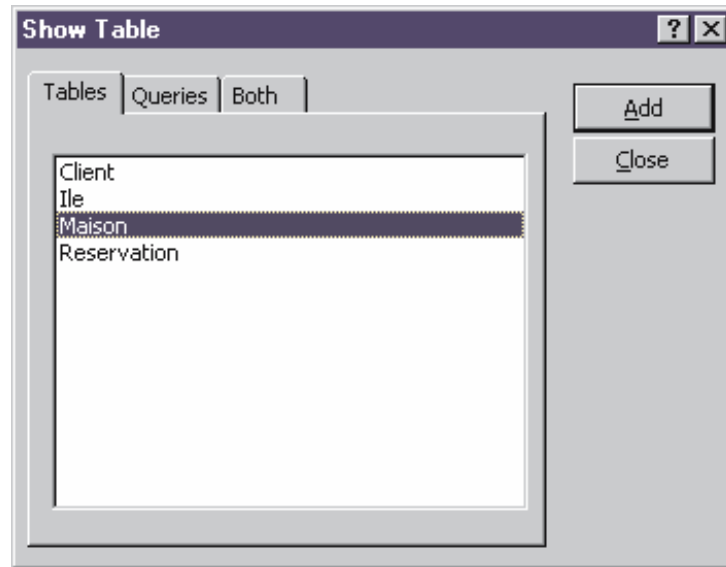 Show Table
Tables Queries Both
Add
Close
Client
Ile
Maison
Reservation